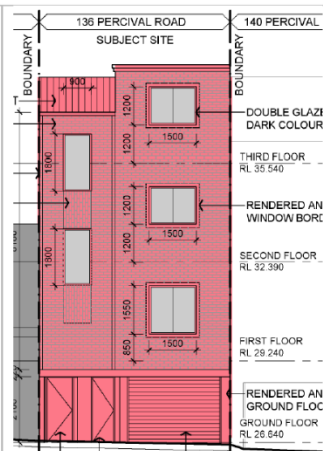 136 PERCIVAL ROAD
140 PERCIVAL
SUBJECT SITE
BOUNDARY
BOUNDARY
900
1200
1500
DOUBLE GLAZE
DARK COLOUR
1200
THIRD FLOOR
RL 35.540
1800
1200
1500
RENDERED AN
WINDOW BORD
1800
1200
SECOND FLOOR
RL 32.390
1550
1500
850
FIRST FLOOR
RL 29.240
RENDERED AN
GROUND FLOO
GROUND FLOOR
RL 26.640